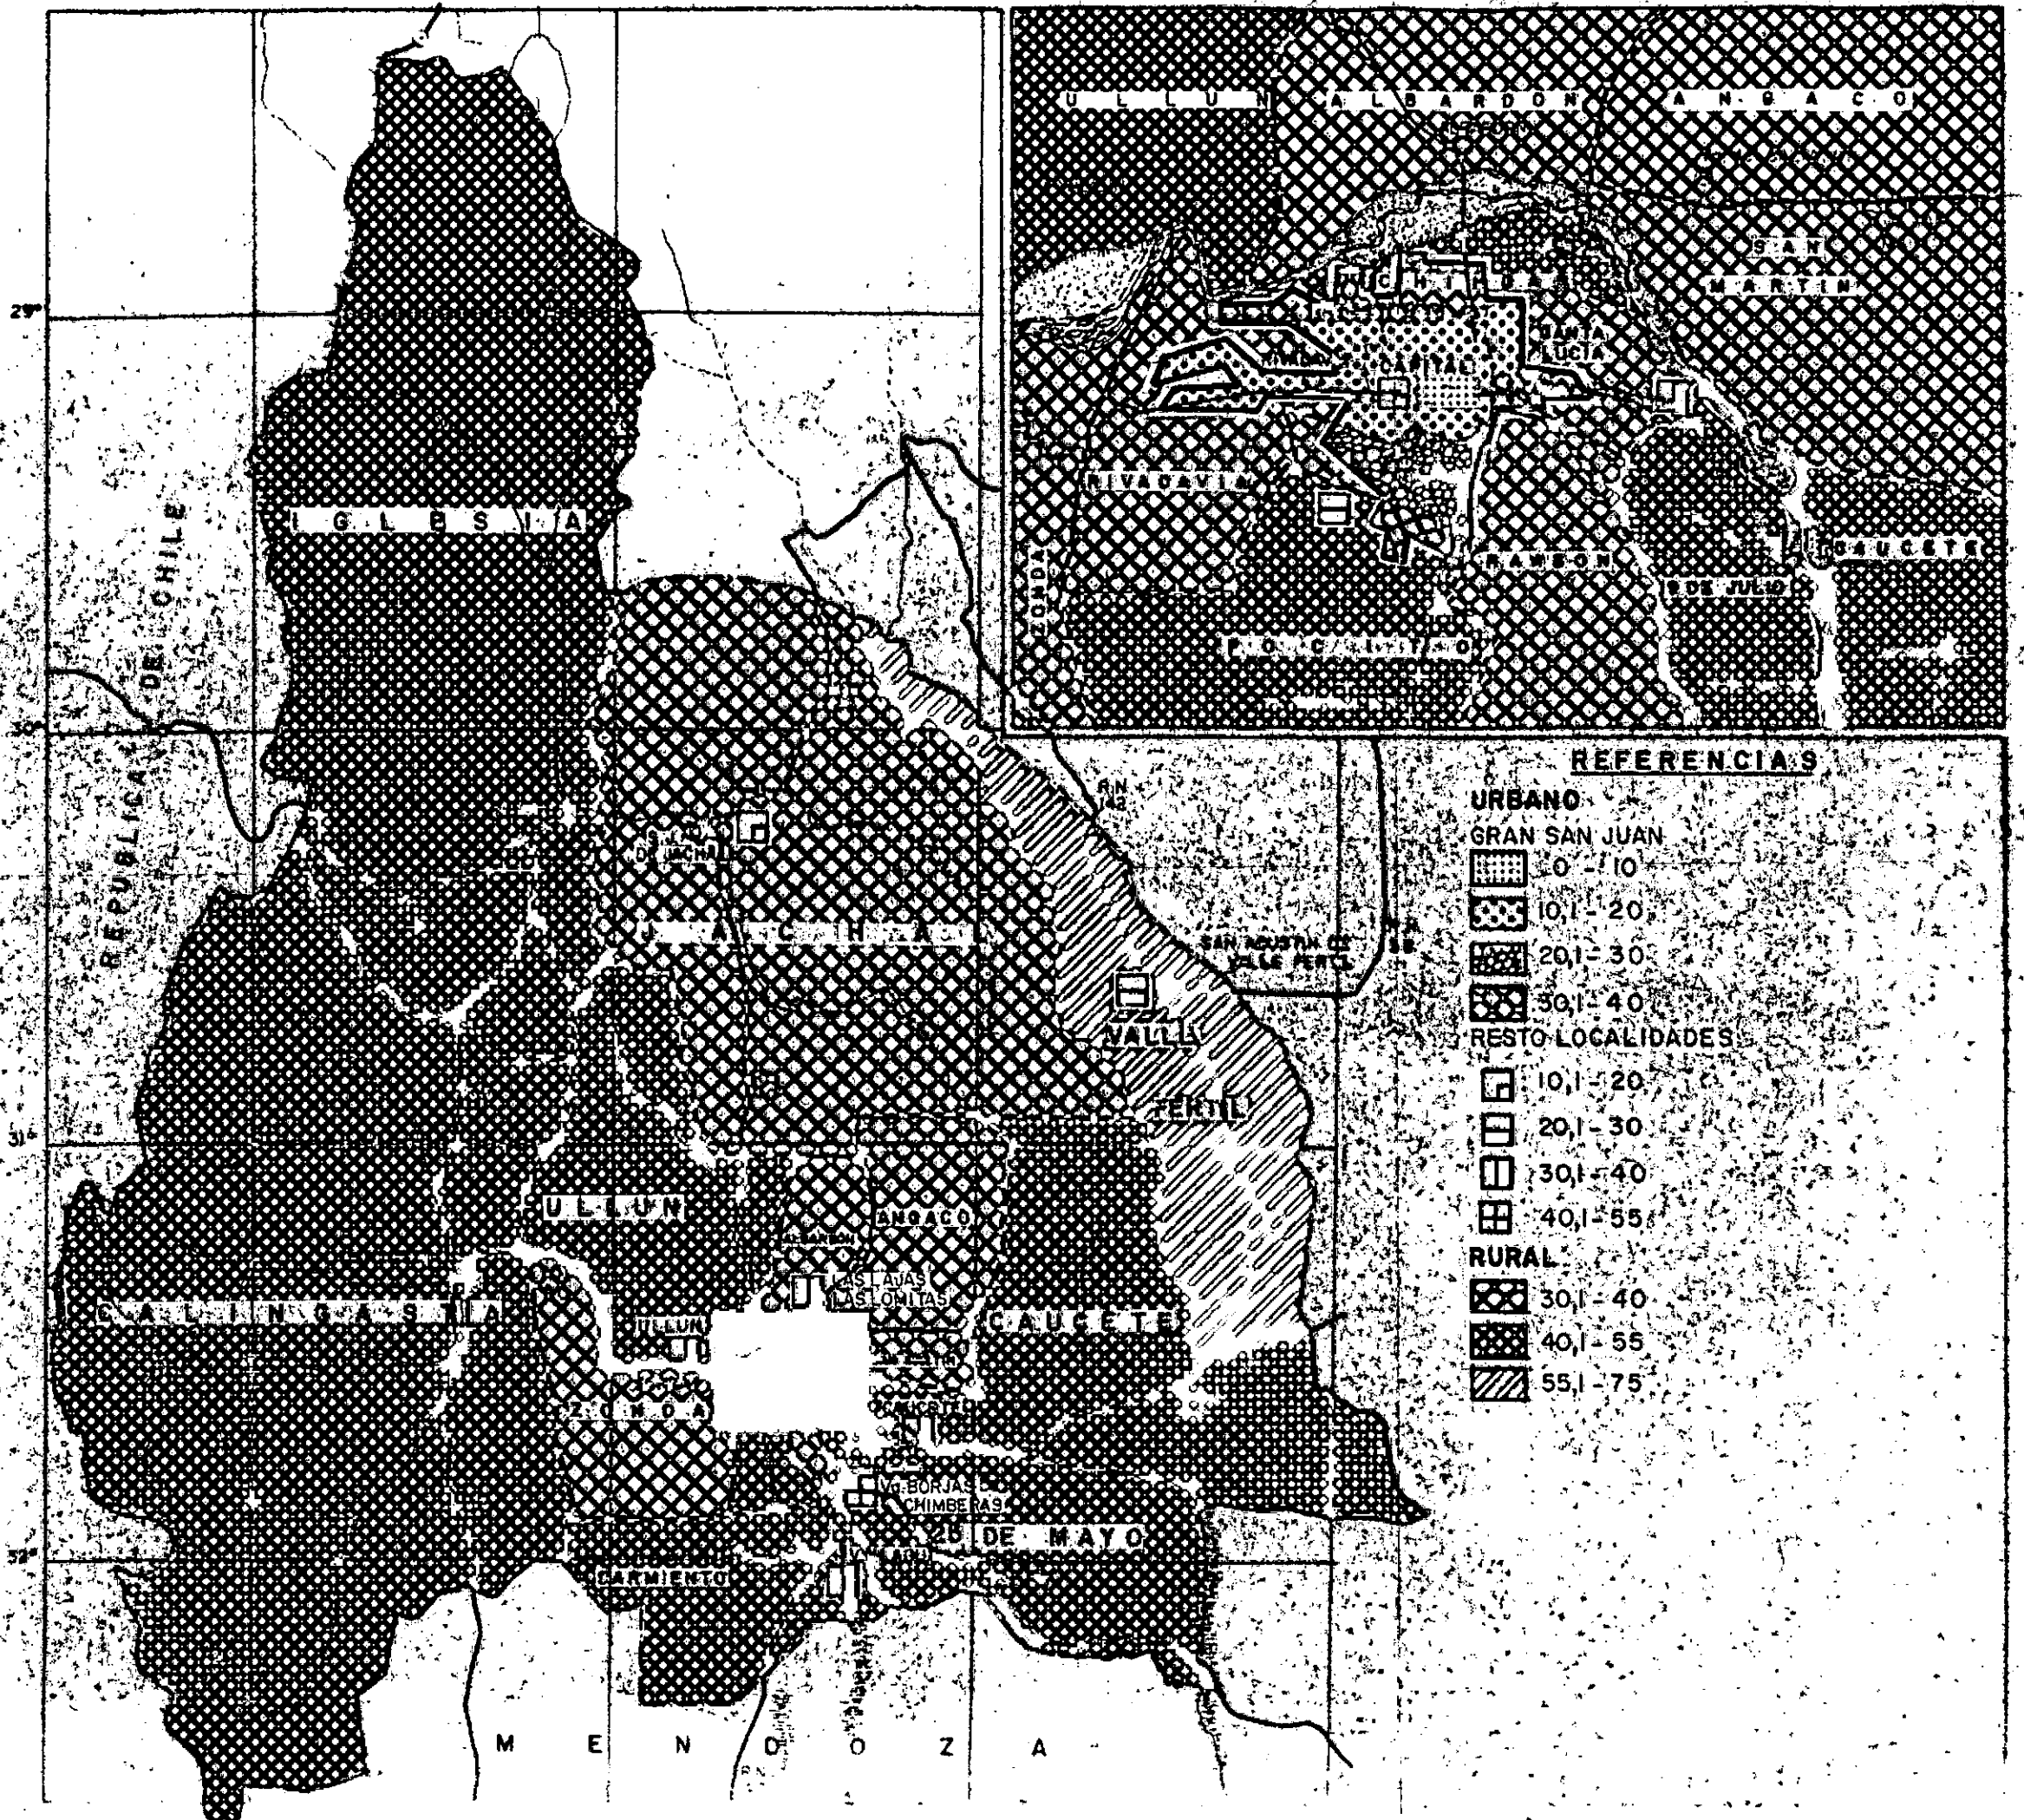 ULLUN
ALBARDON
ANGACO
SAN
MARTIN
CHIMBAS
SANTA
LUCIA
CAPITAL
RIVADAVIA
RAWSON
CAUCETE
9 DE JULIO
ZONDA
POCITO
29°
31°
32°
REPUBLICA DE CHILE
IGLESIA
JACHAL
R.N.
142
SAN AGUSTIN DE
VALLE FERTIL
VALLE
FERTIL
ULLUN
ANGACO
ALBARDON
LAS LAJAS
LAS LOMITAS
CALINGASTA
ULLUN
CAUCETE
ZONDA
CAUCETE
Va. BORJAS
CHIMBERAS
25 DE MAYO
SARMIENTO
MENDOZA
REFERENCIAS
URBANO
GRAN SAN JUAN
0 - 10
10,1 - 20
20,1 - 30
30,1 - 40
RESTO LOCALIDADES
10,1 - 20
20,1 - 30
30,1 - 40
40,1 - 55
RURAL
30,1 - 40
40,1 - 55
55,1 - 75